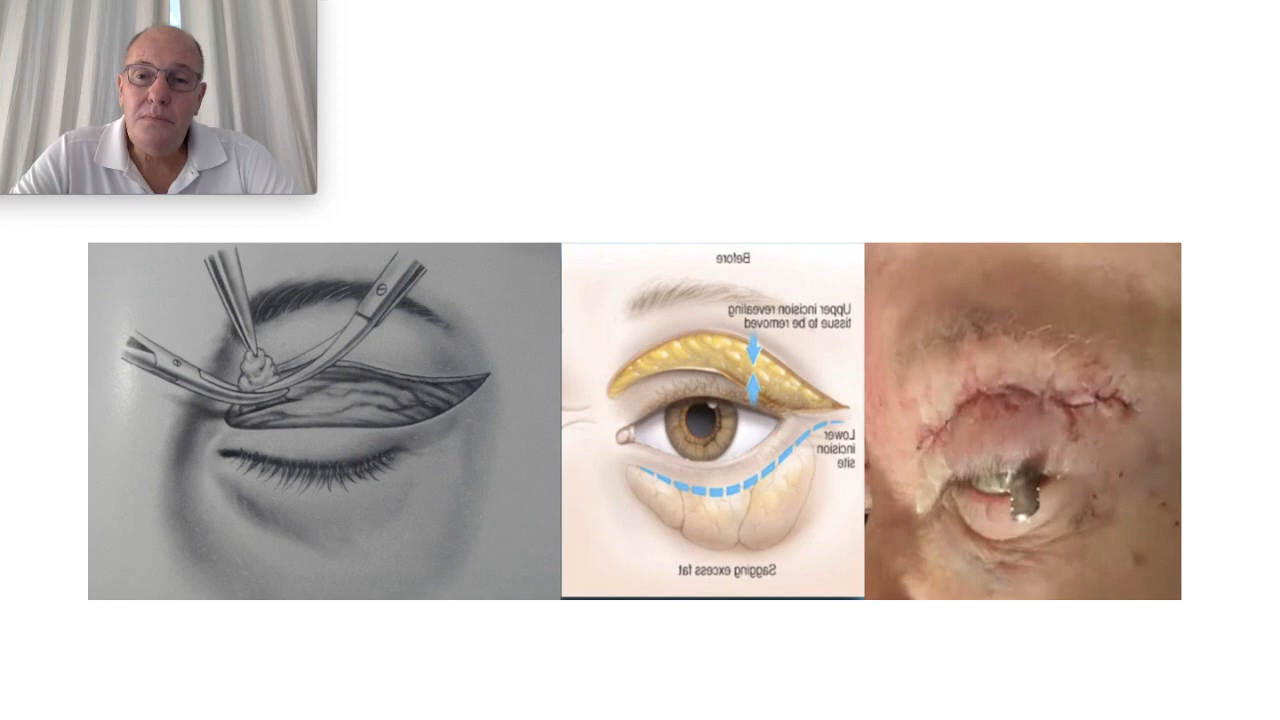 Before
Upper incision revealing
tissue to be removed
Lower
incision
site
Sagging excess fat